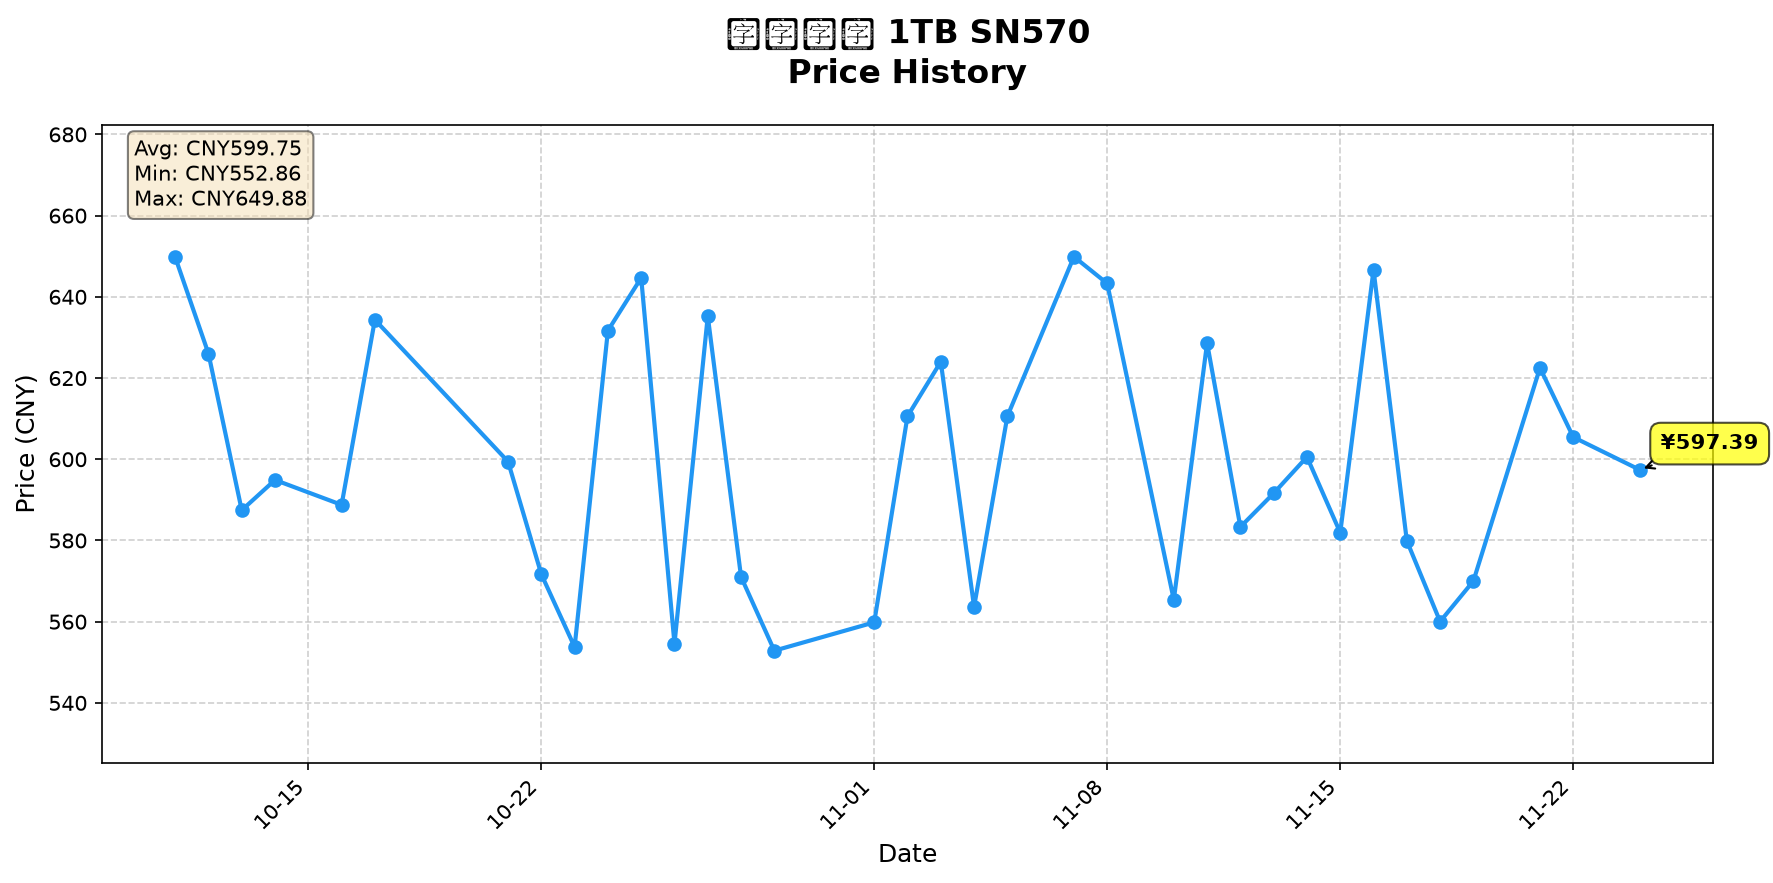 1TB SN570
Price History
Avg: CNY599.75
Min: CNY552.86
Max: CNY649.88
680
660
640
620
600
580
560
540
Price (CNY)
¥597.39
10-15
10-22
11-01
11-08
11-15
11-22
Date